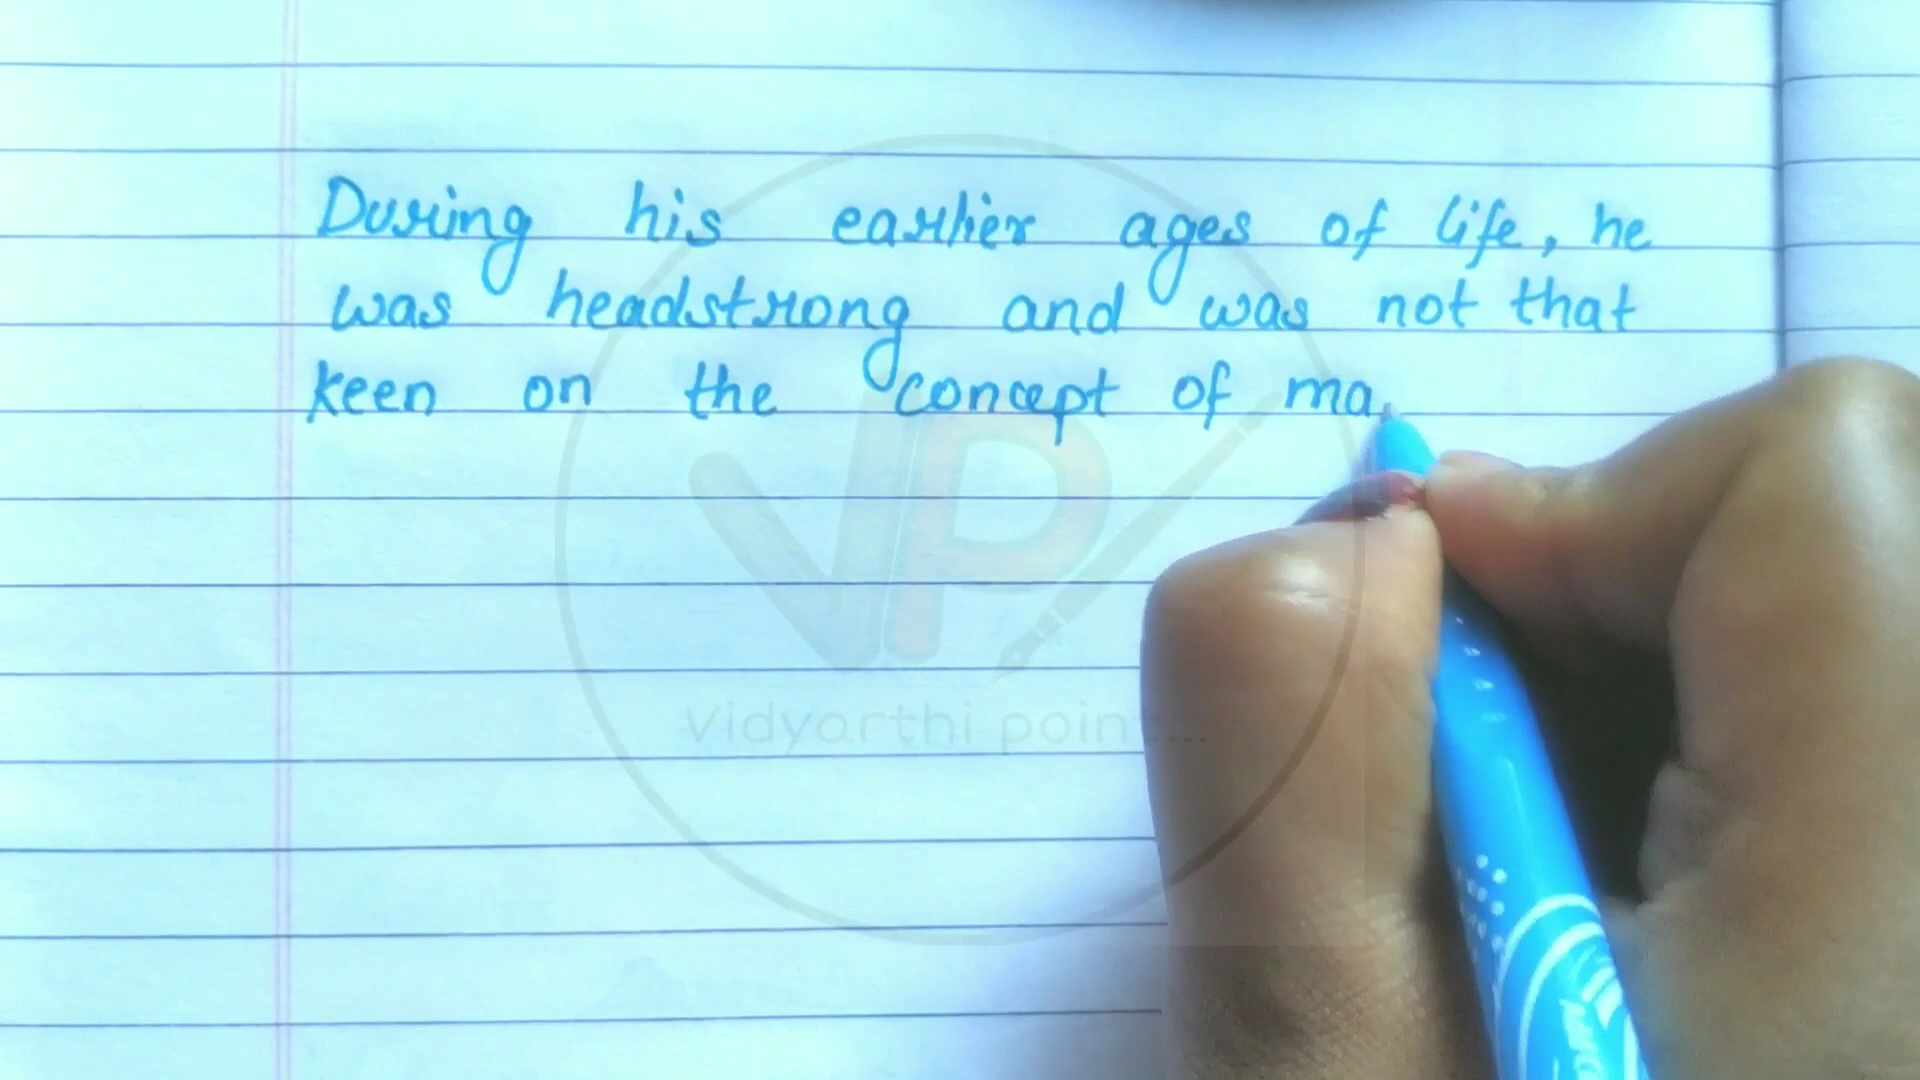 During his earlier ages of life, he
was headstrong and was not that
keen on the concept of ma
VP
Vidyarthi point...